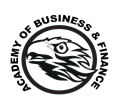 ACADEMY OF BUSINESS & FINANCE